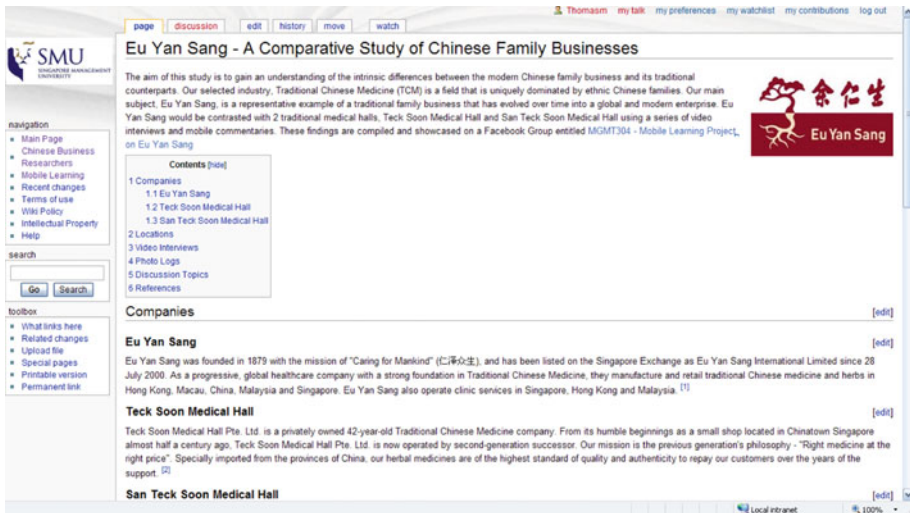 Thomasm my talk my preferences my watchlist my contributions log out
page discussion edit history move watch
SMU
SINGAPORE MANAGEMENT
UNIVERSITY
Eu Yan Sang - A Comparative Study of Chinese Family Businesses
The aim of this study is to gain an understanding of the intrinsic differences between the modern Chinese family business and its traditional
counterparts. Our selected industry, Traditional Chinese Medicine (TCM) is a field that is uniquely dominated by ethnic Chinese families. Our main
subject, Eu Yan Sang, is a representative example of a traditional family business that has evolved over time into a global and modern enterprise. Eu
Yan Sang would be contrasted with 2 traditional medical halls, Teck Soon Medical Hall and San Teck Soon Medical Hall using a series of video
interviews and mobile commentaries. These findings are compiled and showcased on a Facebook Group entitled MGMT304 - Mobile Learning Project,
on Eu Yan Sang
余仁生
Eu Yan Sang
navigation
Main Page
Chinese Business
Researchers
Mobile Learning
Recent changes
Terms of use
Wiki Policy
Intellectual Property
Help
search
Go Search
toolbox
What links here
Related changes
Upload file
Special pages
Printable version
Permanent link
Contents [hide]
1 Companies
1.1 Eu Yan Sang
1.2 Teck Soon Medical Hall
1.3 San Teck Soon Medical Hall
2 Locations
3 Video Interviews
4 Photo Logs
5 Discussion Topics
6 References
Companies [edit]
Eu Yan Sang [edit]
Eu Yan Sang was founded in 1879 with the mission of "Caring for Mankind" (仁泽众生), and has been listed on the Singapore Exchange as Eu Yan Sang International Limited since 28
July 2000. As a progressive, global healthcare company with a strong foundation in Traditional Chinese Medicine, they manufacture and retail traditional Chinese medicine and herbs in
Hong Kong, Macau, China, Malaysia and Singapore. Eu Yan Sang also operate clinic services in Singapore, Hong Kong and Malaysia. [1]
Teck Soon Medical Hall [edit]
Teck Soon Medical Hall Pte. Ltd. is a privately owned 42-year-old Traditional Chinese Medicine company. From its humble beginnings as a small shop located in Chinatown Singapore
almost half a century ago, Teck Soon Medical Hall Pte. Ltd. is now operated by second-generation successor. Our mission is the previous generation's philosophy - "Right medicine at the
right price". Specially imported from the provinces of China, our herbal medicines are of the highest standard of quality and authenticity to repay our customers over the years of the
support. [2]
San Teck Soon Medical Hall [edit]
Local intranet 100%